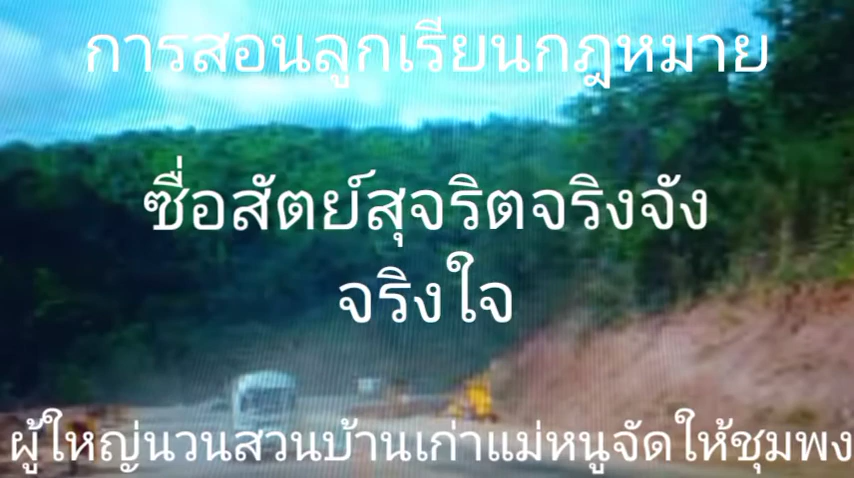 การสอนลูกเรียนกฎหมาย
ซื่อสัตย์สุจริตจริงจัง
จริงใจ
ผู้ใหญ่นวนสวนบ้านเก่าแม่หนูจัดให้ชุมพง